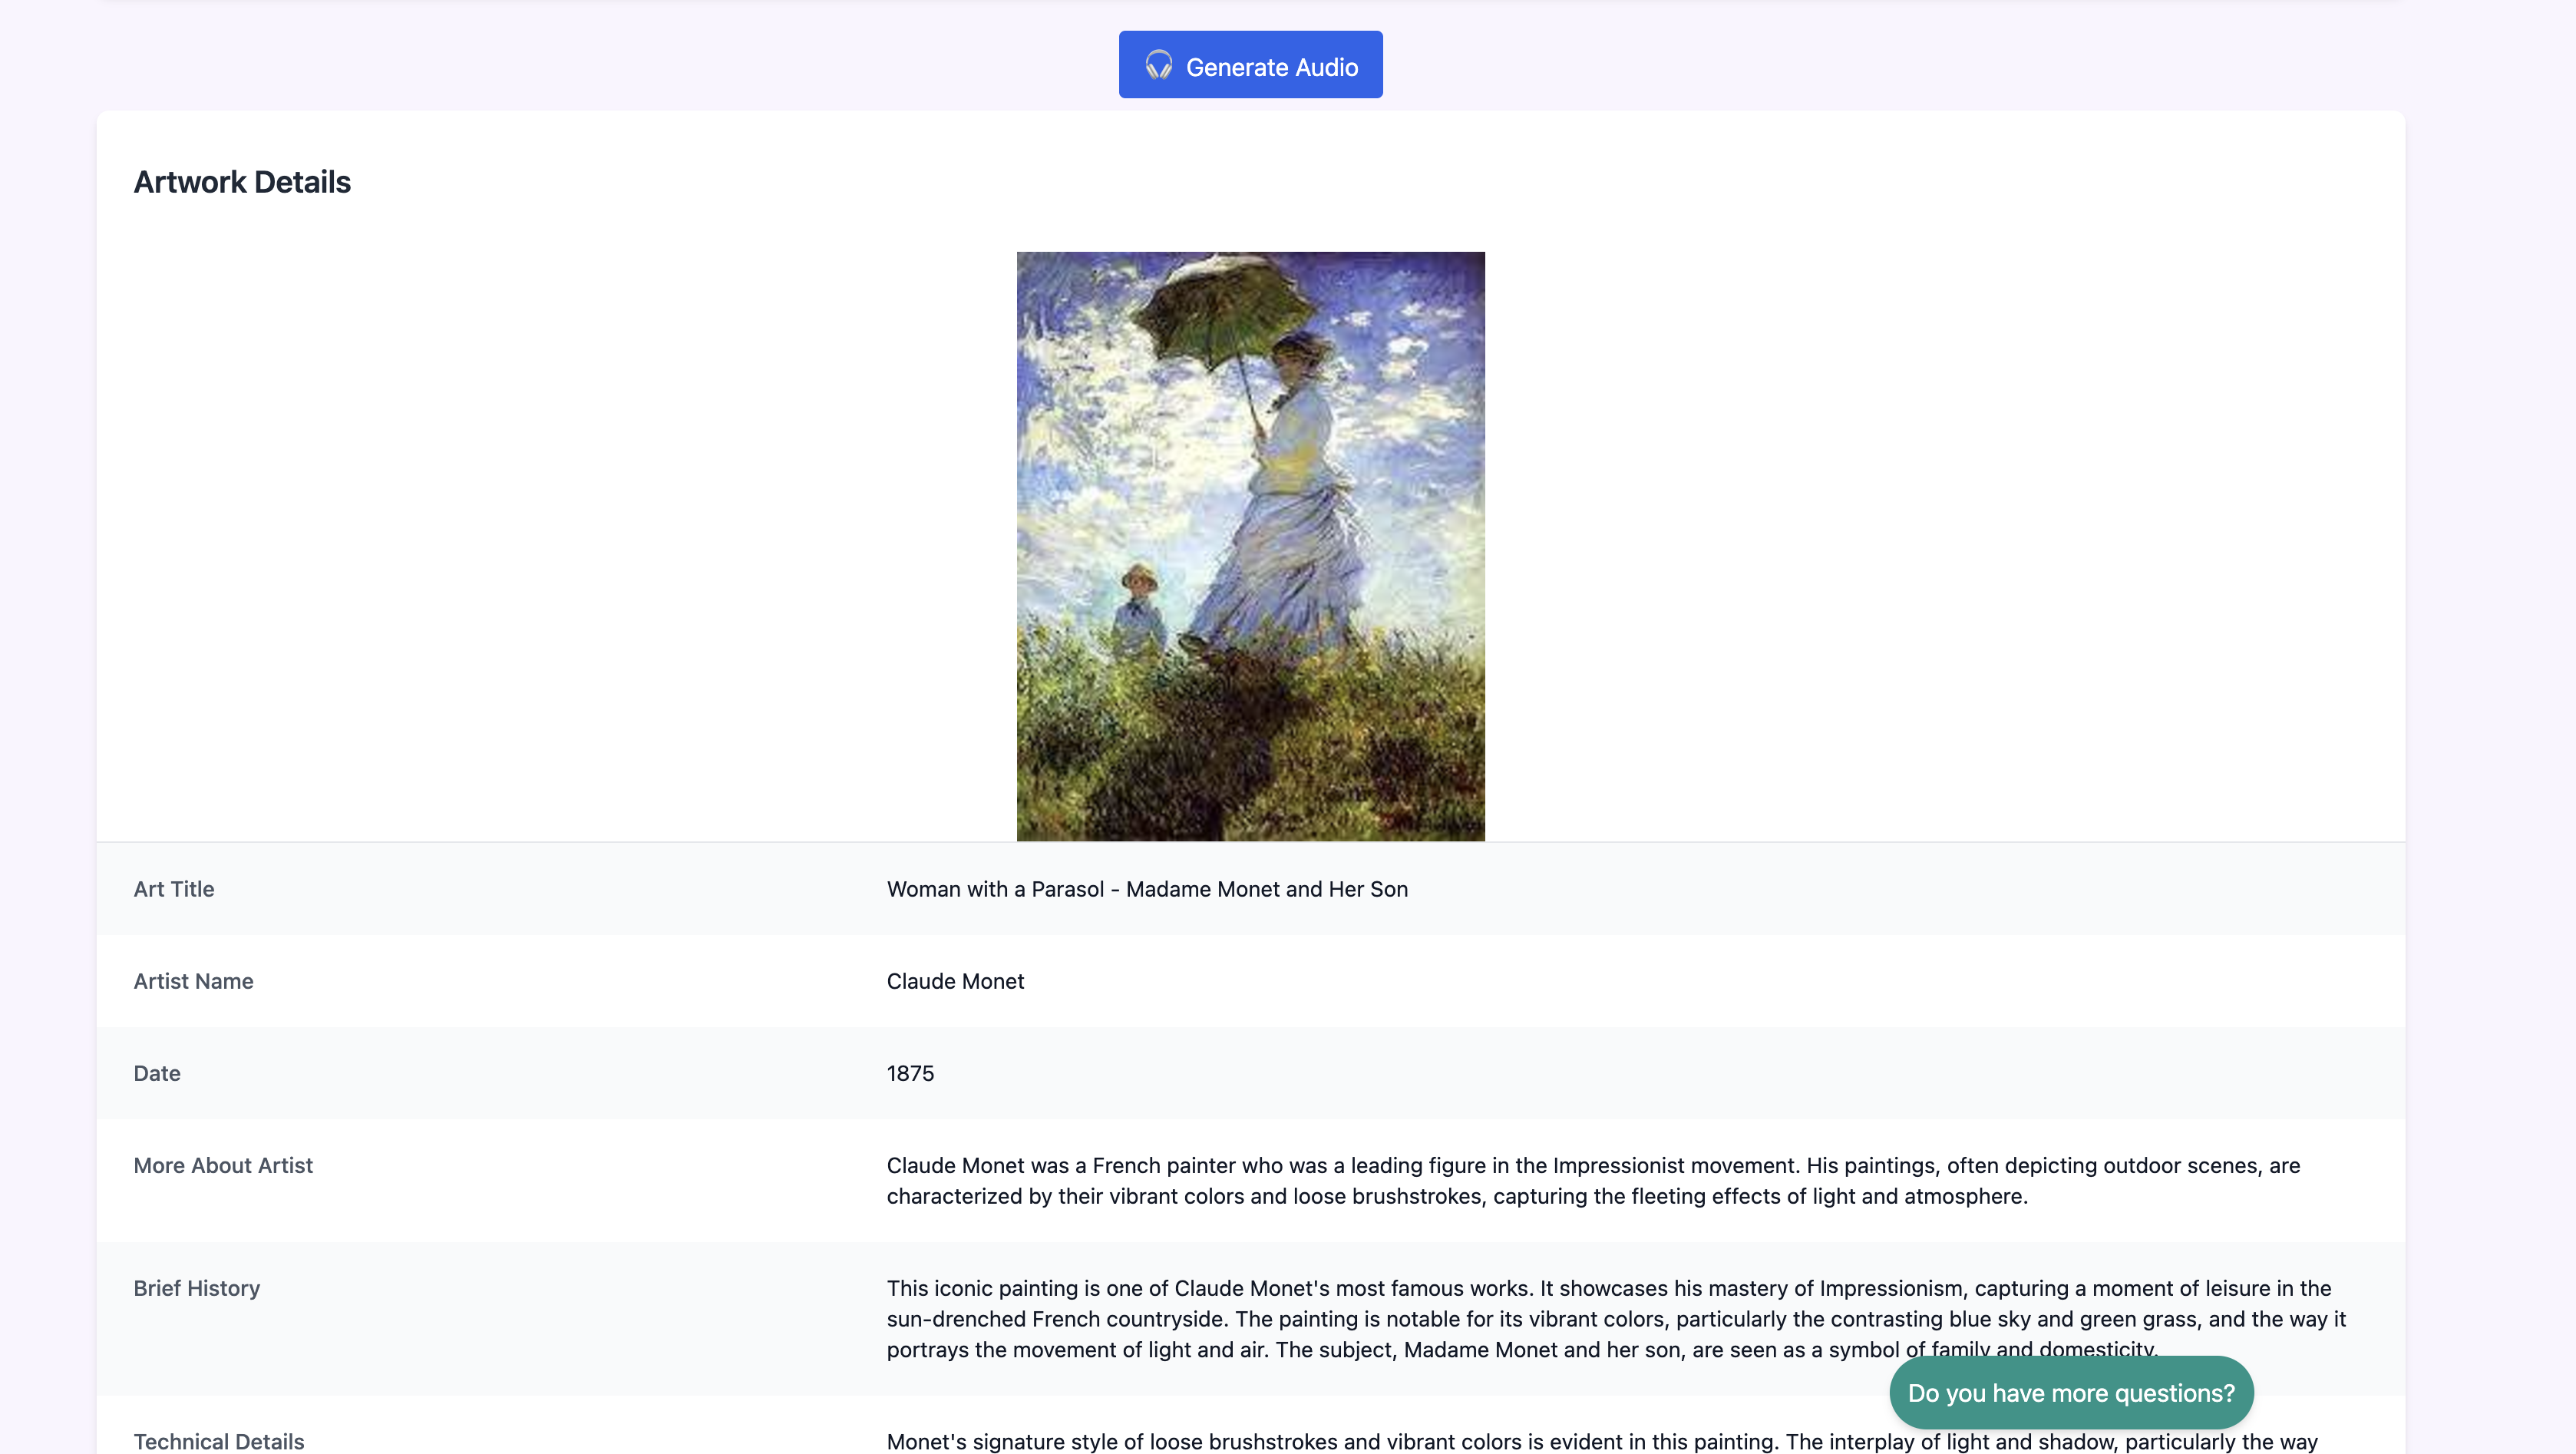 Generate Audio
Artwork Details
Art Title
Woman with a Parasol - Madame Monet and Her Son
Artist Name
Claude Monet
Date
1875
More About Artist
Claude Monet was a French painter who was a leading figure in the Impressionist movement. His paintings, often depicting outdoor scenes, are
characterized by their vibrant colors and loose brushstrokes, capturing the fleeting effects of light and atmosphere.
Brief History
This iconic painting is one of Claude Monet's most famous works. It showcases his mastery of Impressionism, capturing a moment of leisure in the
sun-drenched French countryside. The painting is notable for its vibrant colors, particularly the contrasting blue sky and green grass, and the way it
portrays the movement of light and air. The subject, Madame Monet and her son, are seen as a symbol of family and domesticity.
Do you have more questions?
Technical Details
Monet's signature style of loose brushstrokes and vibrant colors is evident in this painting. The interplay of light and shadow, particularly the way